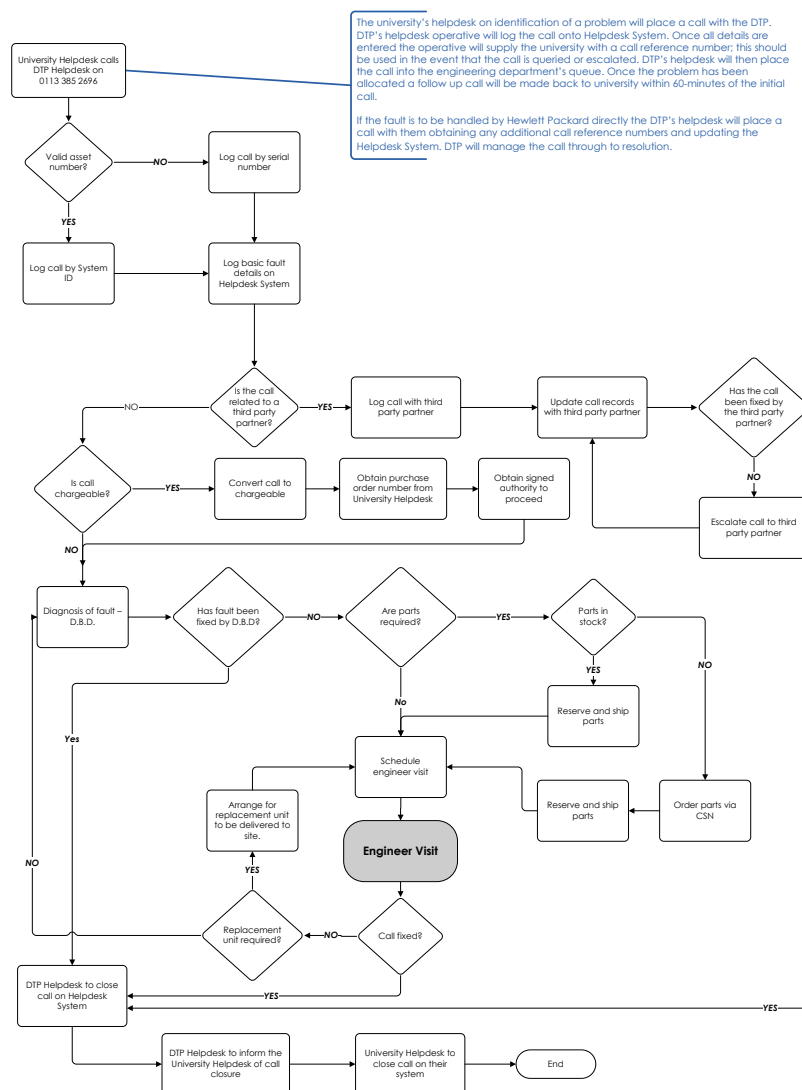 The university's helpdesk on identification of a problem will place a call with the DTP.
DTP's helpdesk operative will log the call onto Helpdesk System. Once all details are
entered the operative will supply the university with a call reference number; this should
be used in the event that the call is queried or escalated. DTP's helpdesk will then place
the call into the engineering department's queue. Once the problem has been
allocated a follow up call will be made back to university within 60-minutes of the initial
call.
If the fault is to be handled by Hewlett Packard directly the DTP's helpdesk will place a
call with them obtaining any additional call reference numbers and updating the
Helpdesk System. DTP will manage the call through to resolution.
University Helpdesk calls
DTP Helpdesk on
0113 385 2696
Valid asset
number?
NO
Log call by serial
number
YES
Log call by System
ID
Log basic fault
details on
Helpdesk System
Is the call
related to a
third party
partner?
NO
YES
Log call with third
party partner
Update call records
with third party partner
Has the call
been fixed by
the third party
partner?
NO
Escalate call to third
party partner
Is call
chargeable?
YES
Convert call to
chargeable
Obtain purchase
order number from
University Helpdesk
Obtain signed
authority to
proceed
NO
Diagnosis of fault –
D.B.D.
Has fault been
fixed by D.B.D?
NO
Are parts
required?
YES
Parts in
stock?
NO
YES
Reserve and ship
parts
No
Yes
Schedule
engineer visit
Reserve and ship
parts
Order parts via
CSN
Arrange for
replacement unit
to be delivered to
site.
Engineer Visit
NO
YES
Replacement
unit required?
NO
Call fixed?
YES
DTP Helpdesk to close
call on Helpdesk
System
YES
DTP Helpdesk to inform the
University Helpdesk of call
closure
University Helpdesk to
close call on their
system
End